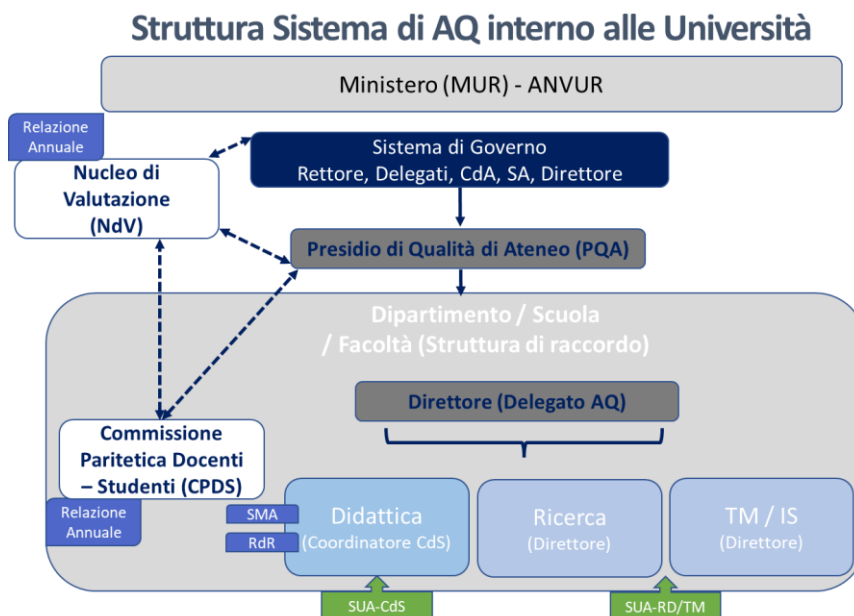 Struttura Sistema di AQ interno alle Università
Ministero (MUR) - ANVUR
Relazione
Annuale
Nucleo di
Valutazione
(NdV)
Sistema di Governo
Rettore, Delegati, CdA, SA, Direttore
Presidio di Qualità di Ateneo (PQA)
Dipartimento / Scuola
/ Facoltà (Struttura di raccordo)
Direttore (Delegato AQ)
Commissione
Paritetica Docenti
– Studenti (CPDS)
Relazione
Annuale
SMA
RdR
Didattica
(Coordinatore CdS)
Ricerca
(Direttore)
TM / IS
(Direttore)
SUA-CdS
SUA-RD/TM